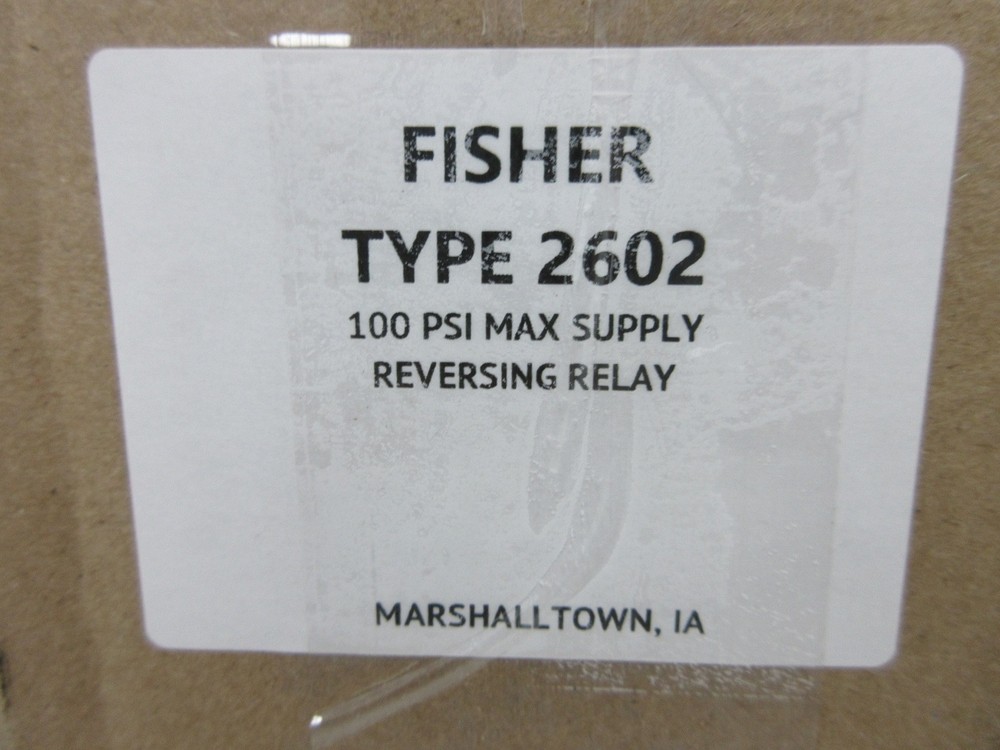 FISHER
TYPE 2602
100 PSI MAX SUPPLY
REVERSING RELAY
MARSHALLTOWN, IA